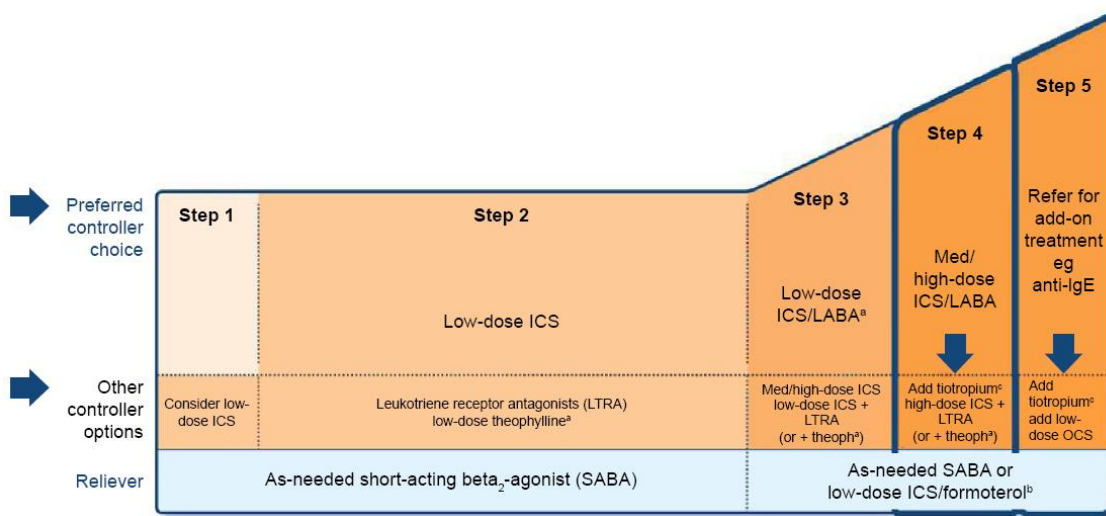 Preferred
controller
choice
Step 1
Step 2
Low-dose ICS
Step 3
Low-dose
ICS/LABAᵃ
Step 4
Med/
high-dose
ICS/LABA
Step 5
Refer for
add-on
treatment
eg
anti-IgE
Other
controller
options
Consider low-
dose ICS
Leukotriene receptor antagonists (LTRA)
low-dose theophyllineᵃ
Med/high-dose ICS
low-dose ICS +
LTRA
(or + theophᵃ)
Add tiotropiumᶜ
high-dose ICS +
LTRA
(or + theophᵃ)
Add
tiotropiumᶜ
add low-
dose OCS
Reliever
As-needed short-acting beta₂-agonist (SABA)
As-needed SABA or
low-dose ICS/formoterolᵇ